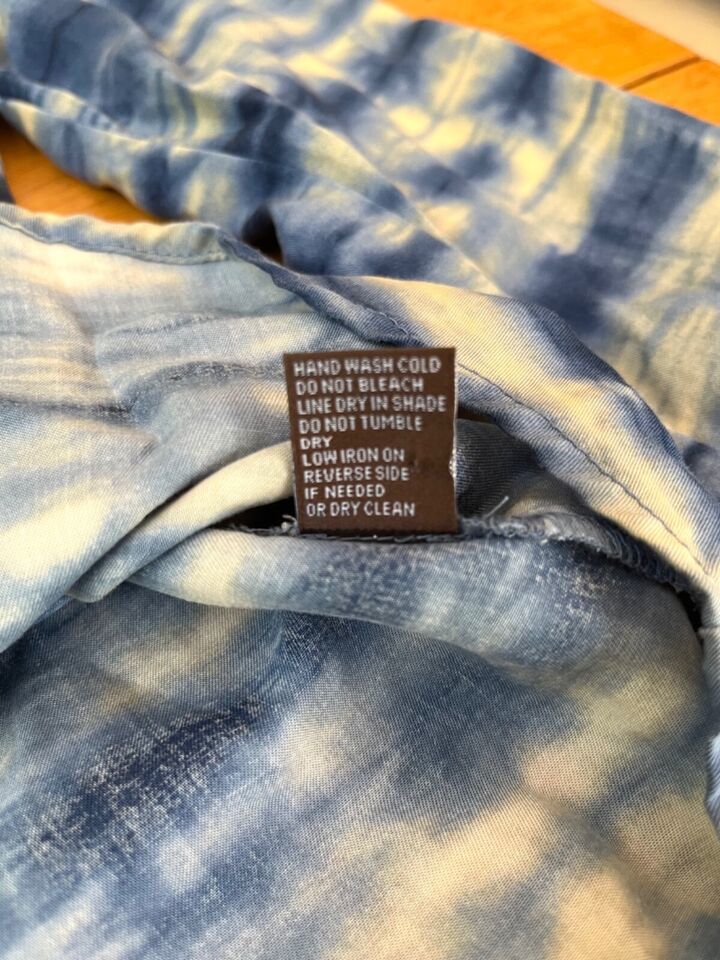 HAND WASH COLD
DO NOT BLEACH
LINE DRY IN SHADE
DO NOT TUMBLE
DRY
LOW IRON ON
REVERSE SIDE
IF NEEDED
OR DRY CLEAN